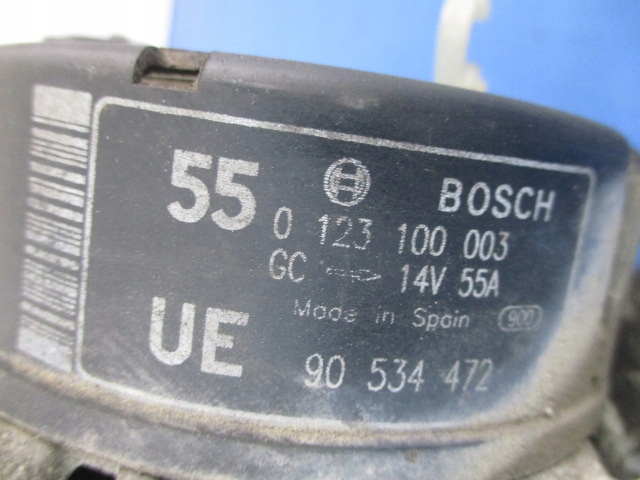 55 BOSCH
0 123 100 003
GC 14V 55A
Made in Spain 900
UE 90 534 472